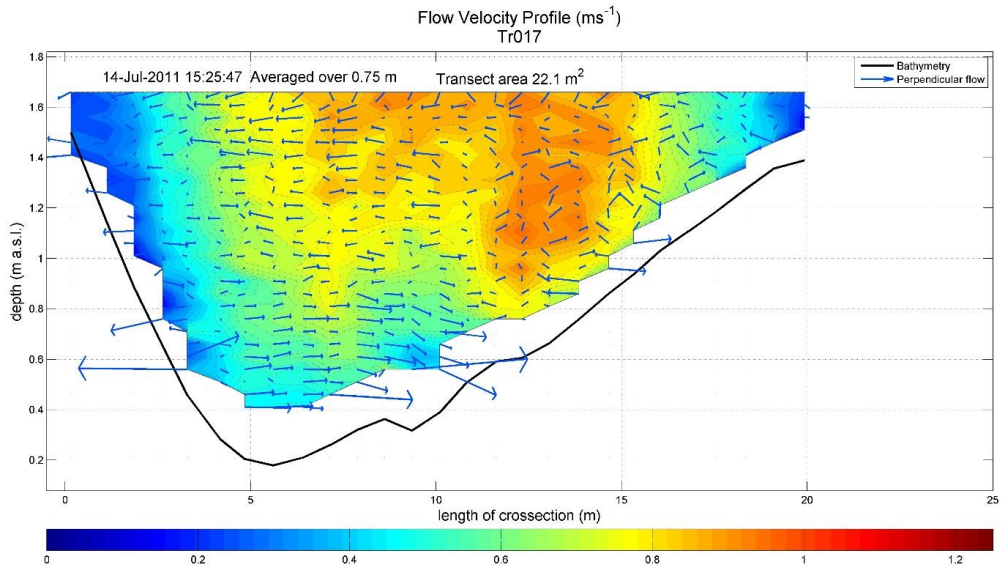 Flow Velocity Profile (ms⁻¹)
Tr017
14-Jul-2011 15:25:47 Averaged over 0.75 m
Transect area 22.1 m²
Bathymetry
Perpendicular flow
depth (m a.s.l.)
1.8
1.6
1.4
1.2
1
0.8
0.6
0.4
0.2
0 5 10 15 20 25
length of crossection (m)
0 0.2 0.4 0.6 0.8 1 1.2